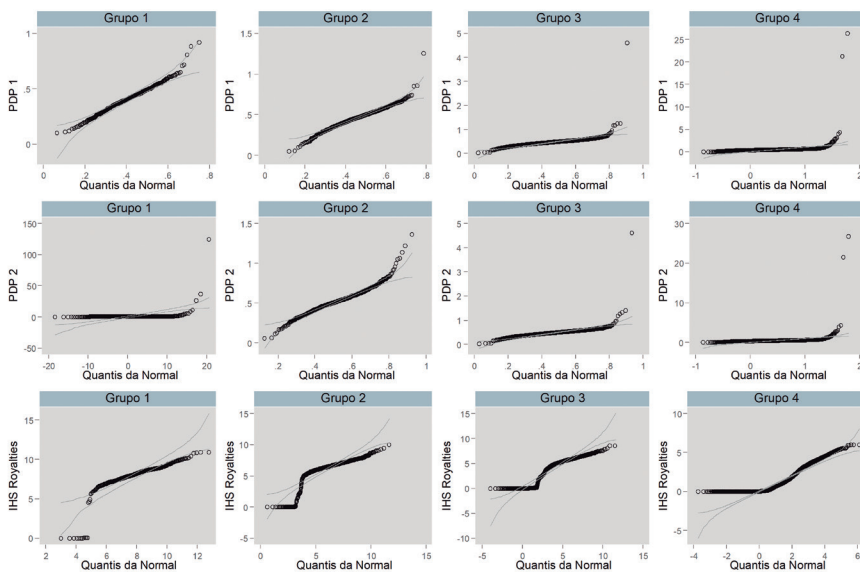 Grupo 1
PDP 1
1
.5
0
0 .2 .4 .6 .8
Quantis da Normal
Grupo 2
PDP 1
1.5
1
.5
0
0 .2 .4 .6 .8
Quantis da Normal
Grupo 3
PDP 1
5
4
3
2
1
0
0 .2 .4 .6 .8 1
Quantis da Normal
Grupo 4
PDP 1
25
20
15
10
5
0
-1 0 1 2
Quantis da Normal
Grupo 1
PDP 2
150
100
50
0
-50
-20 -10 0 10 20
Quantis da Normal
Grupo 2
PDP 2
1.5
1
.5
0
.2 .4 .6 .8 1
Quantis da Normal
Grupo 3
PDP 2
5
4
3
2
1
0
0 .2 .4 .6 .8 1
Quantis da Normal
Grupo 4
PDP 2
30
20
10
0
-1 0 1 2
Quantis da Normal
Grupo 1
IHS Royalties
15
10
5
0
2 4 6 8 10 12
Quantis da Normal
Grupo 2
IHS Royalties
15
10
5
0
-5
0 5 10 15
Quantis da Normal
Grupo 3
IHS Royalties
15
10
5
0
-5
-10
-5 0 5 10 15
Quantis da Normal
Grupo 4
IHS Royalties
10
5
0
-5
-4 -2 0 2 4 6
Quantis da Normal